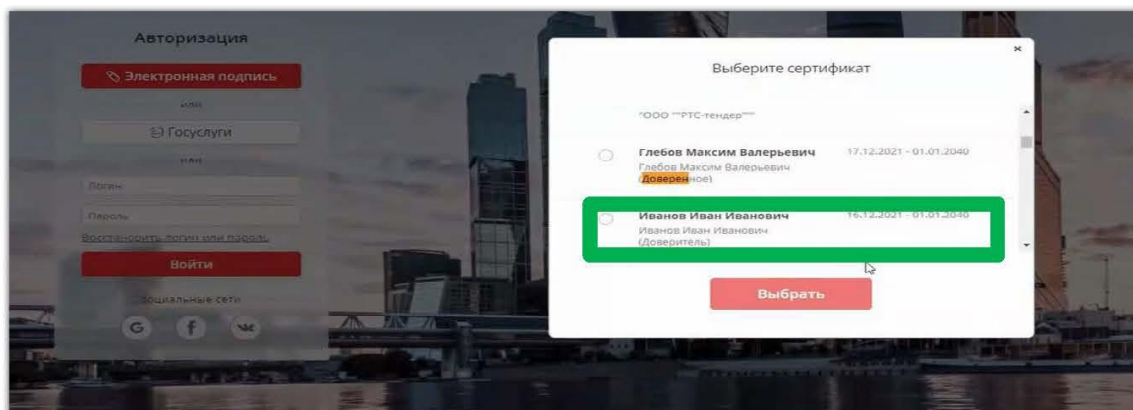 Авторизация
Электронная подпись
или
Госуслуги
или
Логин
Пароль
Восстановить логин или пароль
Войти
Социальные сети
G f
×
Выберите сертификат
"ООО ""РТС-тендер"""
Глебов Максим Валерьевич 17.12.2021 - 01.01.2040
Глебов Максим Валерьевич
(Доверенное)
Иванов Иван Иванович 16.12.2021 - 01.01.2040
Иванов Иван Иванович
(Доверитель)
Выбрать